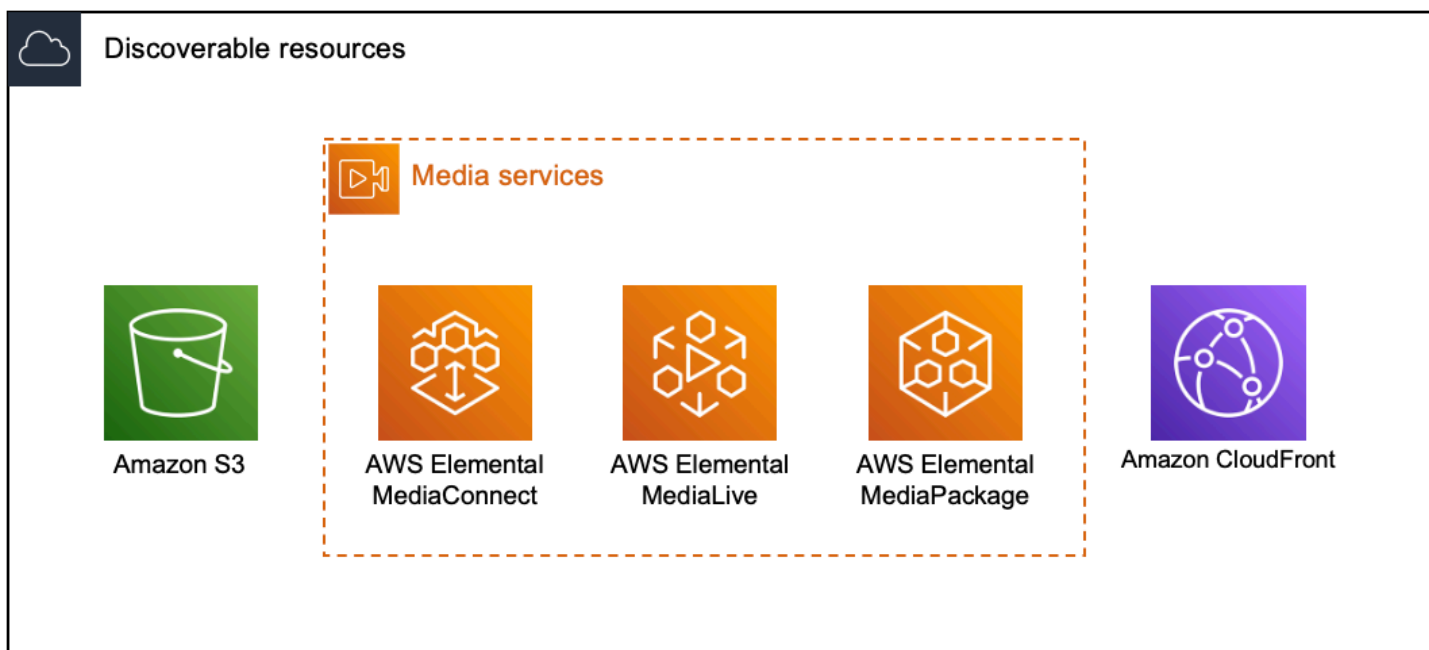 Discoverable resources
Media services
Amazon S3
AWS Elemental
MediaConnect
AWS Elemental
MediaLive
AWS Elemental
MediaPackage
Amazon CloudFront